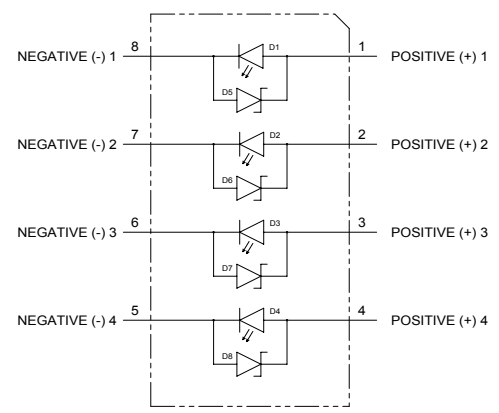 NEGATIVE (-) 1 8 D1 1 POSITIVE (+) 1
D5
NEGATIVE (-) 2 7 D2 2 POSITIVE (+) 2
D6
NEGATIVE (-) 3 6 D3 3 POSITIVE (+) 3
D7
NEGATIVE (-) 4 5 D4 4 POSITIVE (+) 4
D8